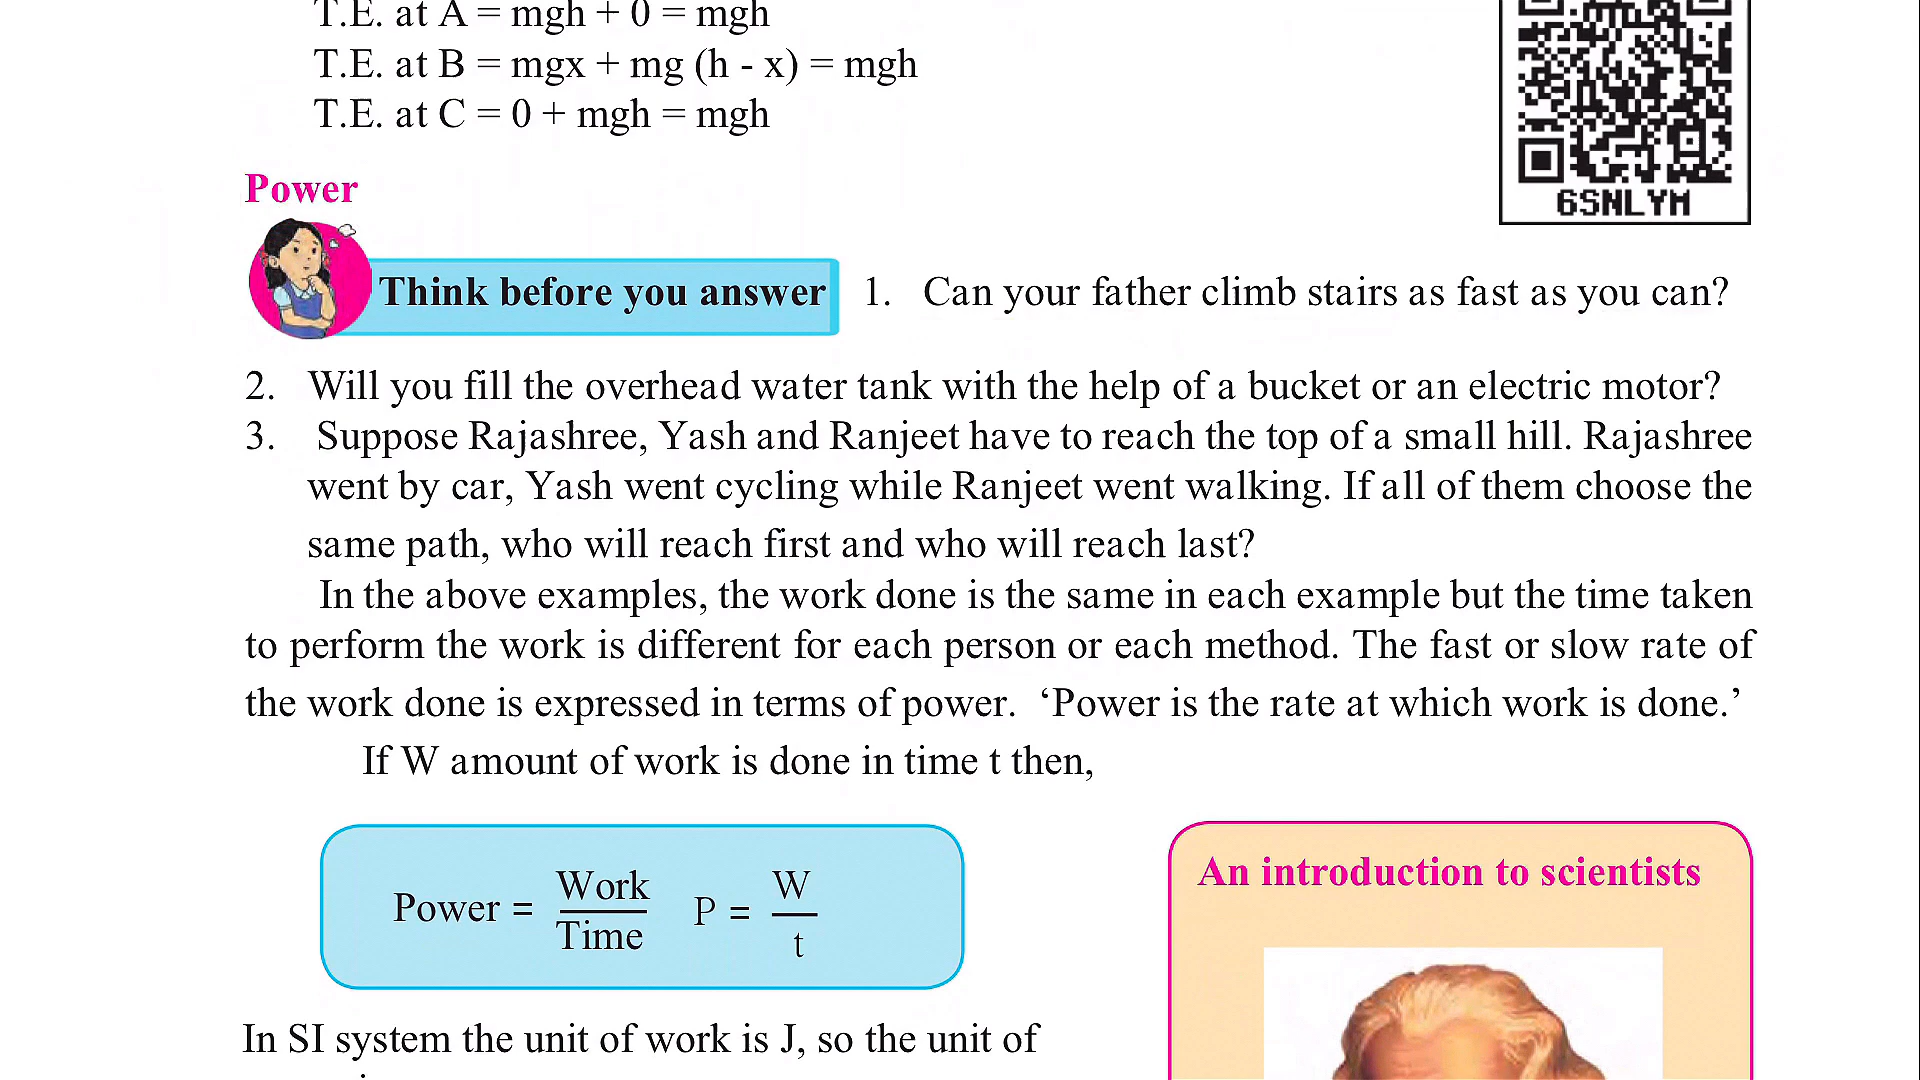 T.E. at A = mgh + 0 = mgh
T.E. at B = mgx + mg (h - x) = mgh
T.E. at C = 0 + mgh = mgh
6SNLYM
Power
Think before you answer 1. Can your father climb stairs as fast as you can?
2. Will you fill the overhead water tank with the help of a bucket or an electric motor?
3. Suppose Rajashree, Yash and Ranjeet have to reach the top of a small hill. Rajashree
went by car, Yash went cycling while Ranjeet went walking. If all of them choose the
same path, who will reach first and who will reach last?
In the above examples, the work done is the same in each example but the time taken
to perform the work is different for each person or each method. The fast or slow rate of
the work done is expressed in terms of power. ‘Power is the rate at which work is done.’
If W amount of work is done in time t then,
Power = Work / Time P = W / t
An introduction to scientists
In SI system the unit of work is J, so the unit of